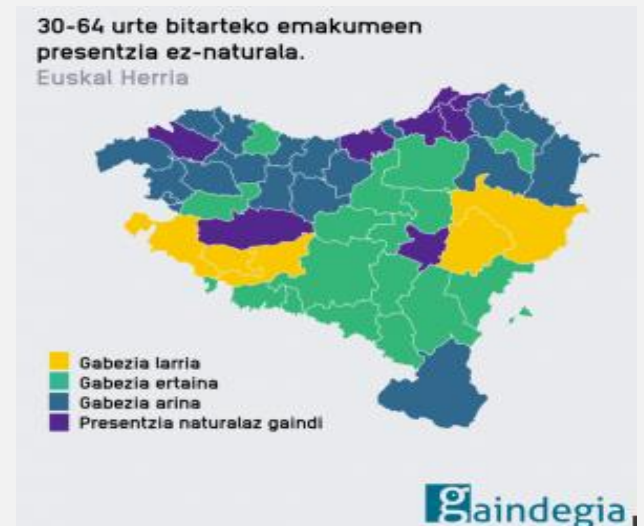 30-64 urte bitarteko emakumeen
presentzia ez-naturala.
Euskal Herria
Gabezia larria
Gabezia ertaina
Gabezia arina
Presentzia naturalaz gaindi
gaindegia